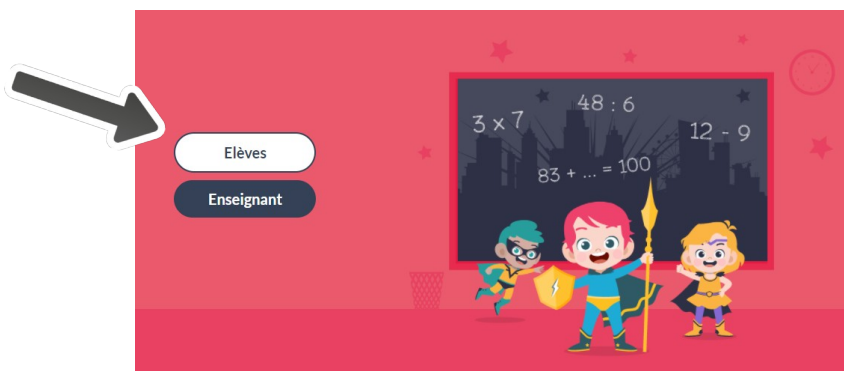 Elèves
Enseignant
3 x 7
48 : 6
12 - 9
83 + ... = 100